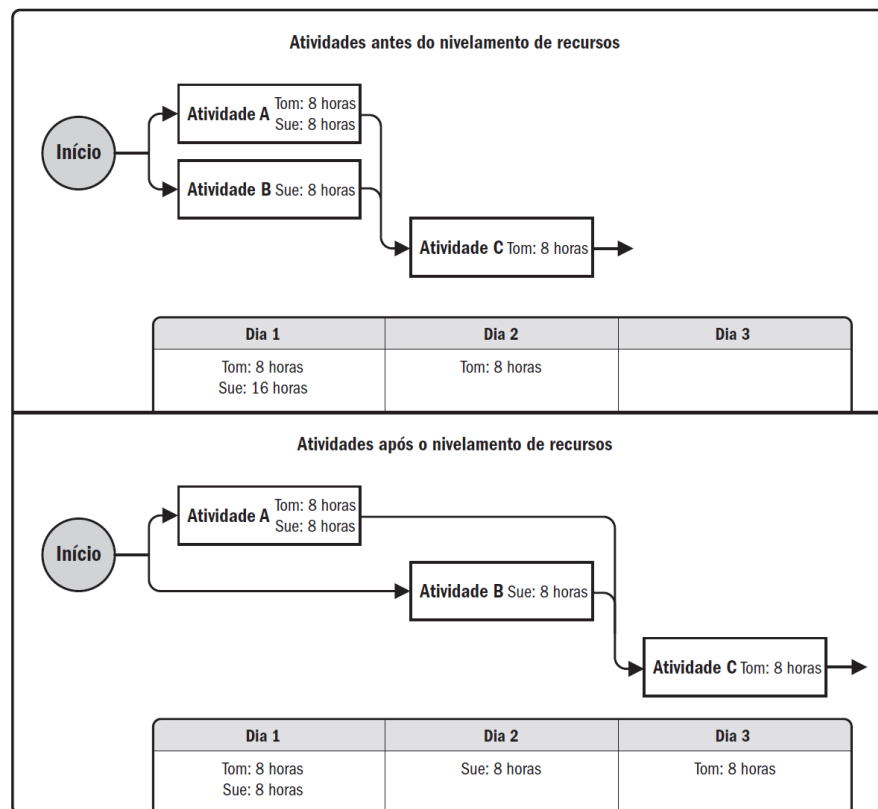 Atividades antes do nivelamento de recursos
Início
Atividade A Tom: 8 horas
Sue: 8 horas
Atividade B Sue: 8 horas
Atividade C Tom: 8 horas
Dia 1 Dia 2 Dia 3
Tom: 8 horas Tom: 8 horas
Sue: 16 horas
Atividades após o nivelamento de recursos
Início
Atividade A Tom: 8 horas
Sue: 8 horas
Atividade B Sue: 8 horas
Atividade C Tom: 8 horas
Dia 1 Dia 2 Dia 3
Tom: 8 horas Sue: 8 horas Tom: 8 horas
Sue: 8 horas